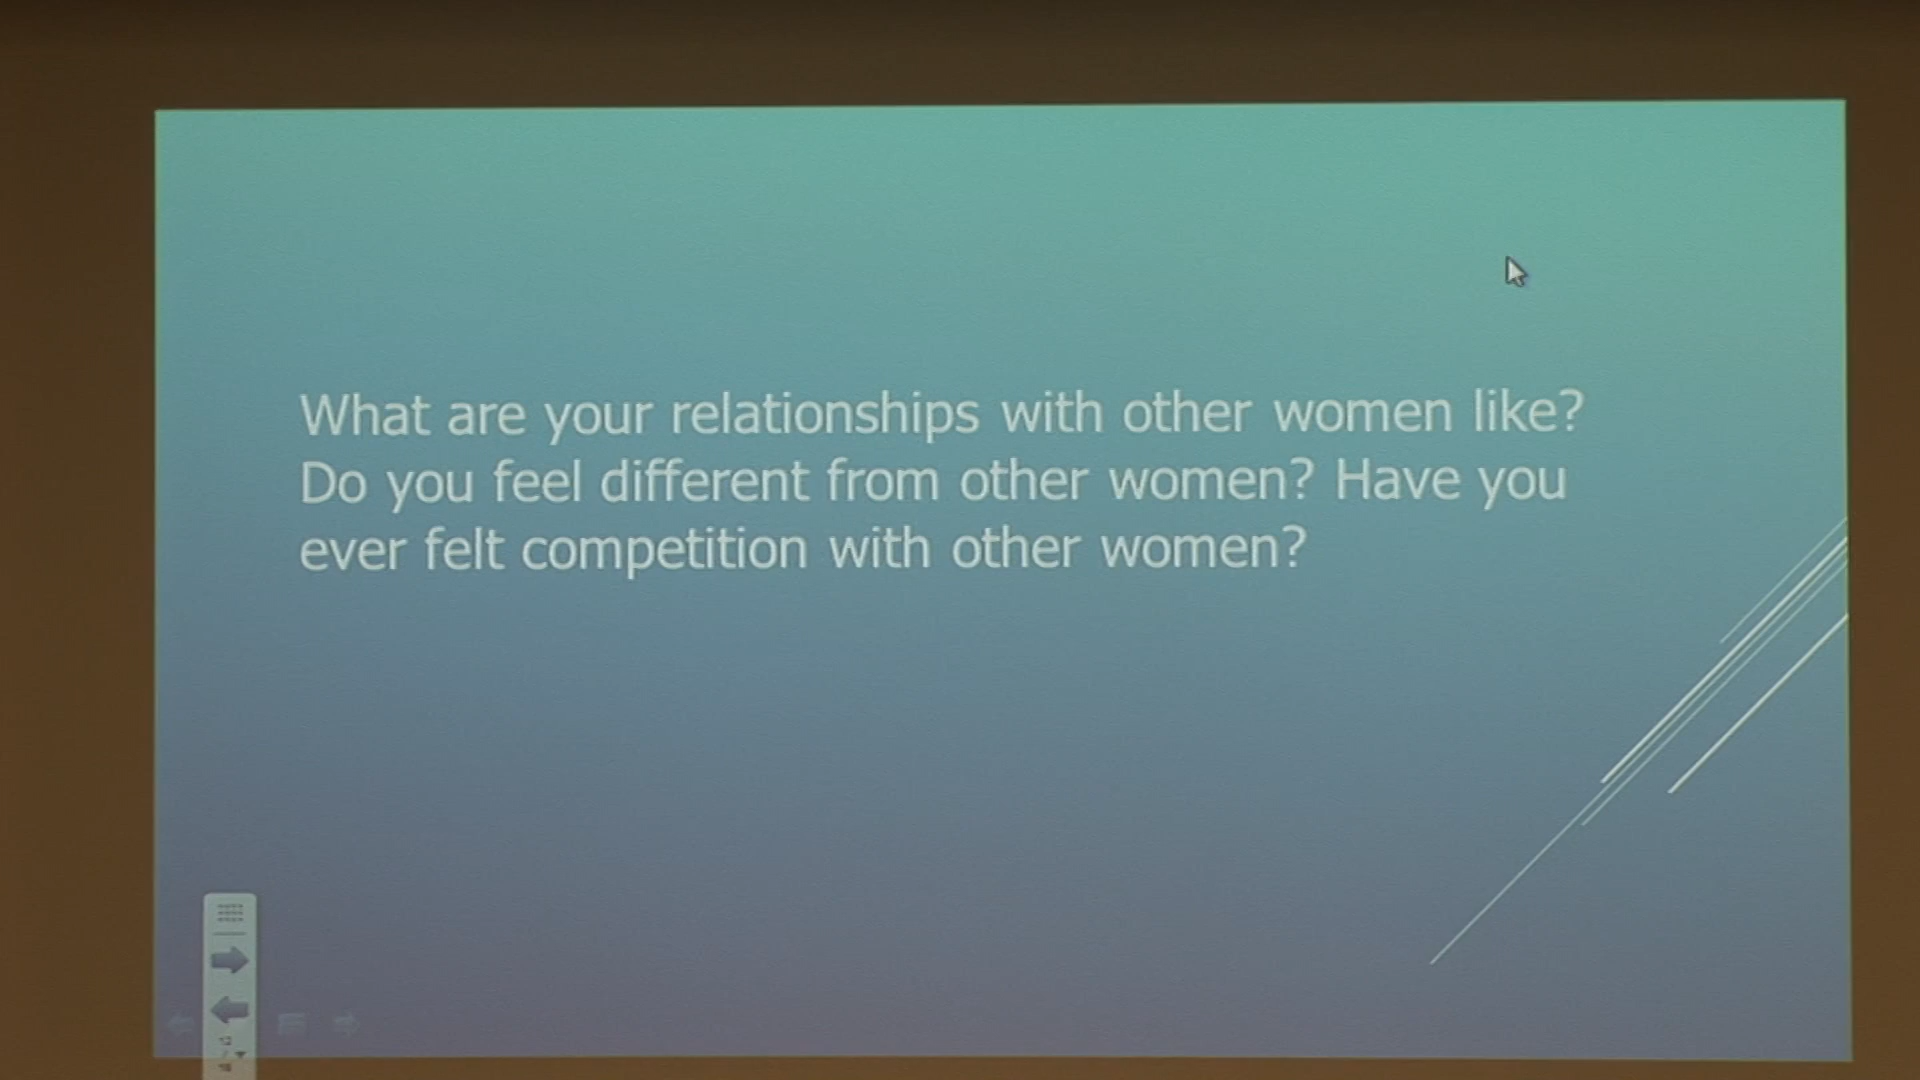 What are your relationships with other women like?
Do you feel different from other women? Have you
ever felt competition with other women?